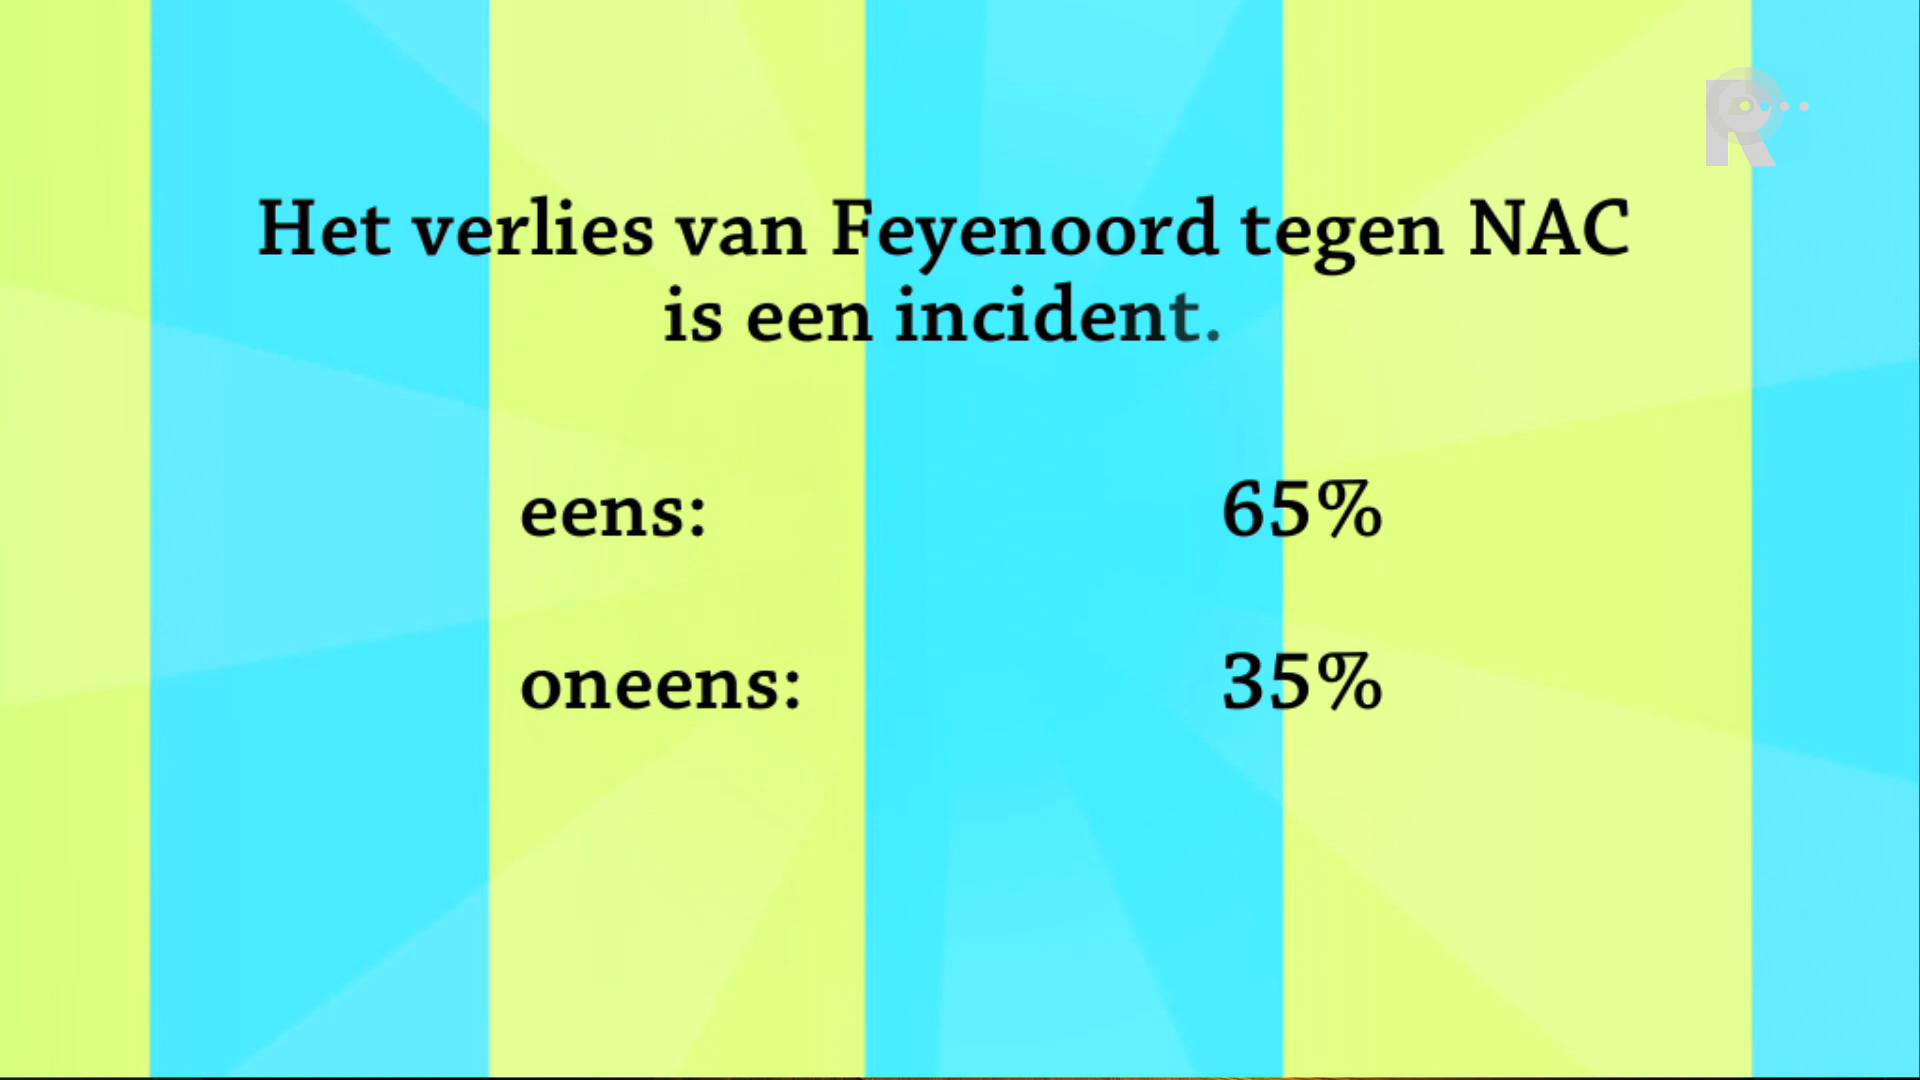 Het verlies van Feyenoord tegen NAC
is een incident.
eens: 65%
oneens: 35%